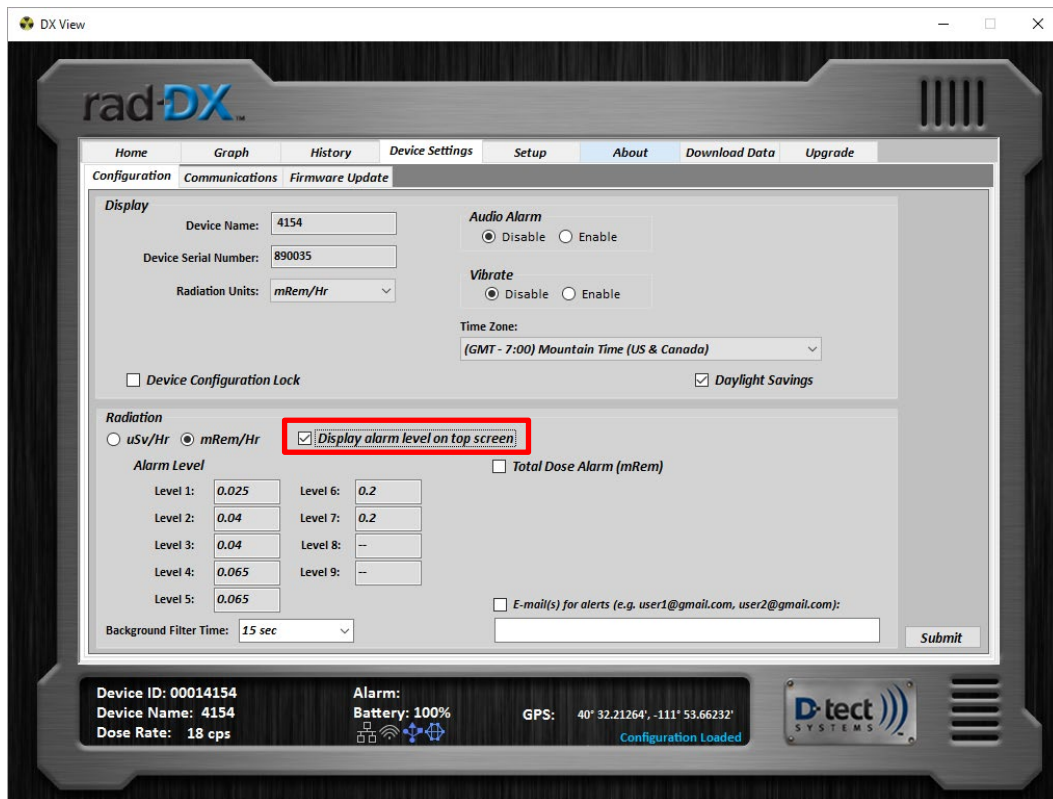 DX View
rad-DX™
Home Graph History Device Settings Setup About Download Data Upgrade
Configuration Communications Firmware Update
Display
Device Name: 4154
Device Serial Number: 890035
Radiation Units: mRem/Hr
Audio Alarm
Disable Enable
Vibrate
Disable Enable
Time Zone:
(GMT - 7:00) Mountain Time (US & Canada)
Device Configuration Lock
Daylight Savings
Radiation
uSv/Hr mRem/Hr Display alarm level on top screen
Alarm Level
Total Dose Alarm (mRem)
Level 1: 0.025 Level 6: 0.2
Level 2: 0.04 Level 7: 0.2
Level 3: 0.04 Level 8: --
Level 4: 0.065 Level 9: --
Level 5: 0.065
E-mail(s) for alerts (e.g. user1@gmail.com, user2@gmail.com):
Background Filter Time: 15 sec
Submit
Device ID: 00014154
Device Name: 4154
Dose Rate: 18 cps
Alarm:
Battery: 100%
GPS: 40° 32.21264', -111° 53.66232'
Configuration Loaded
D-tect
SYSTEMS